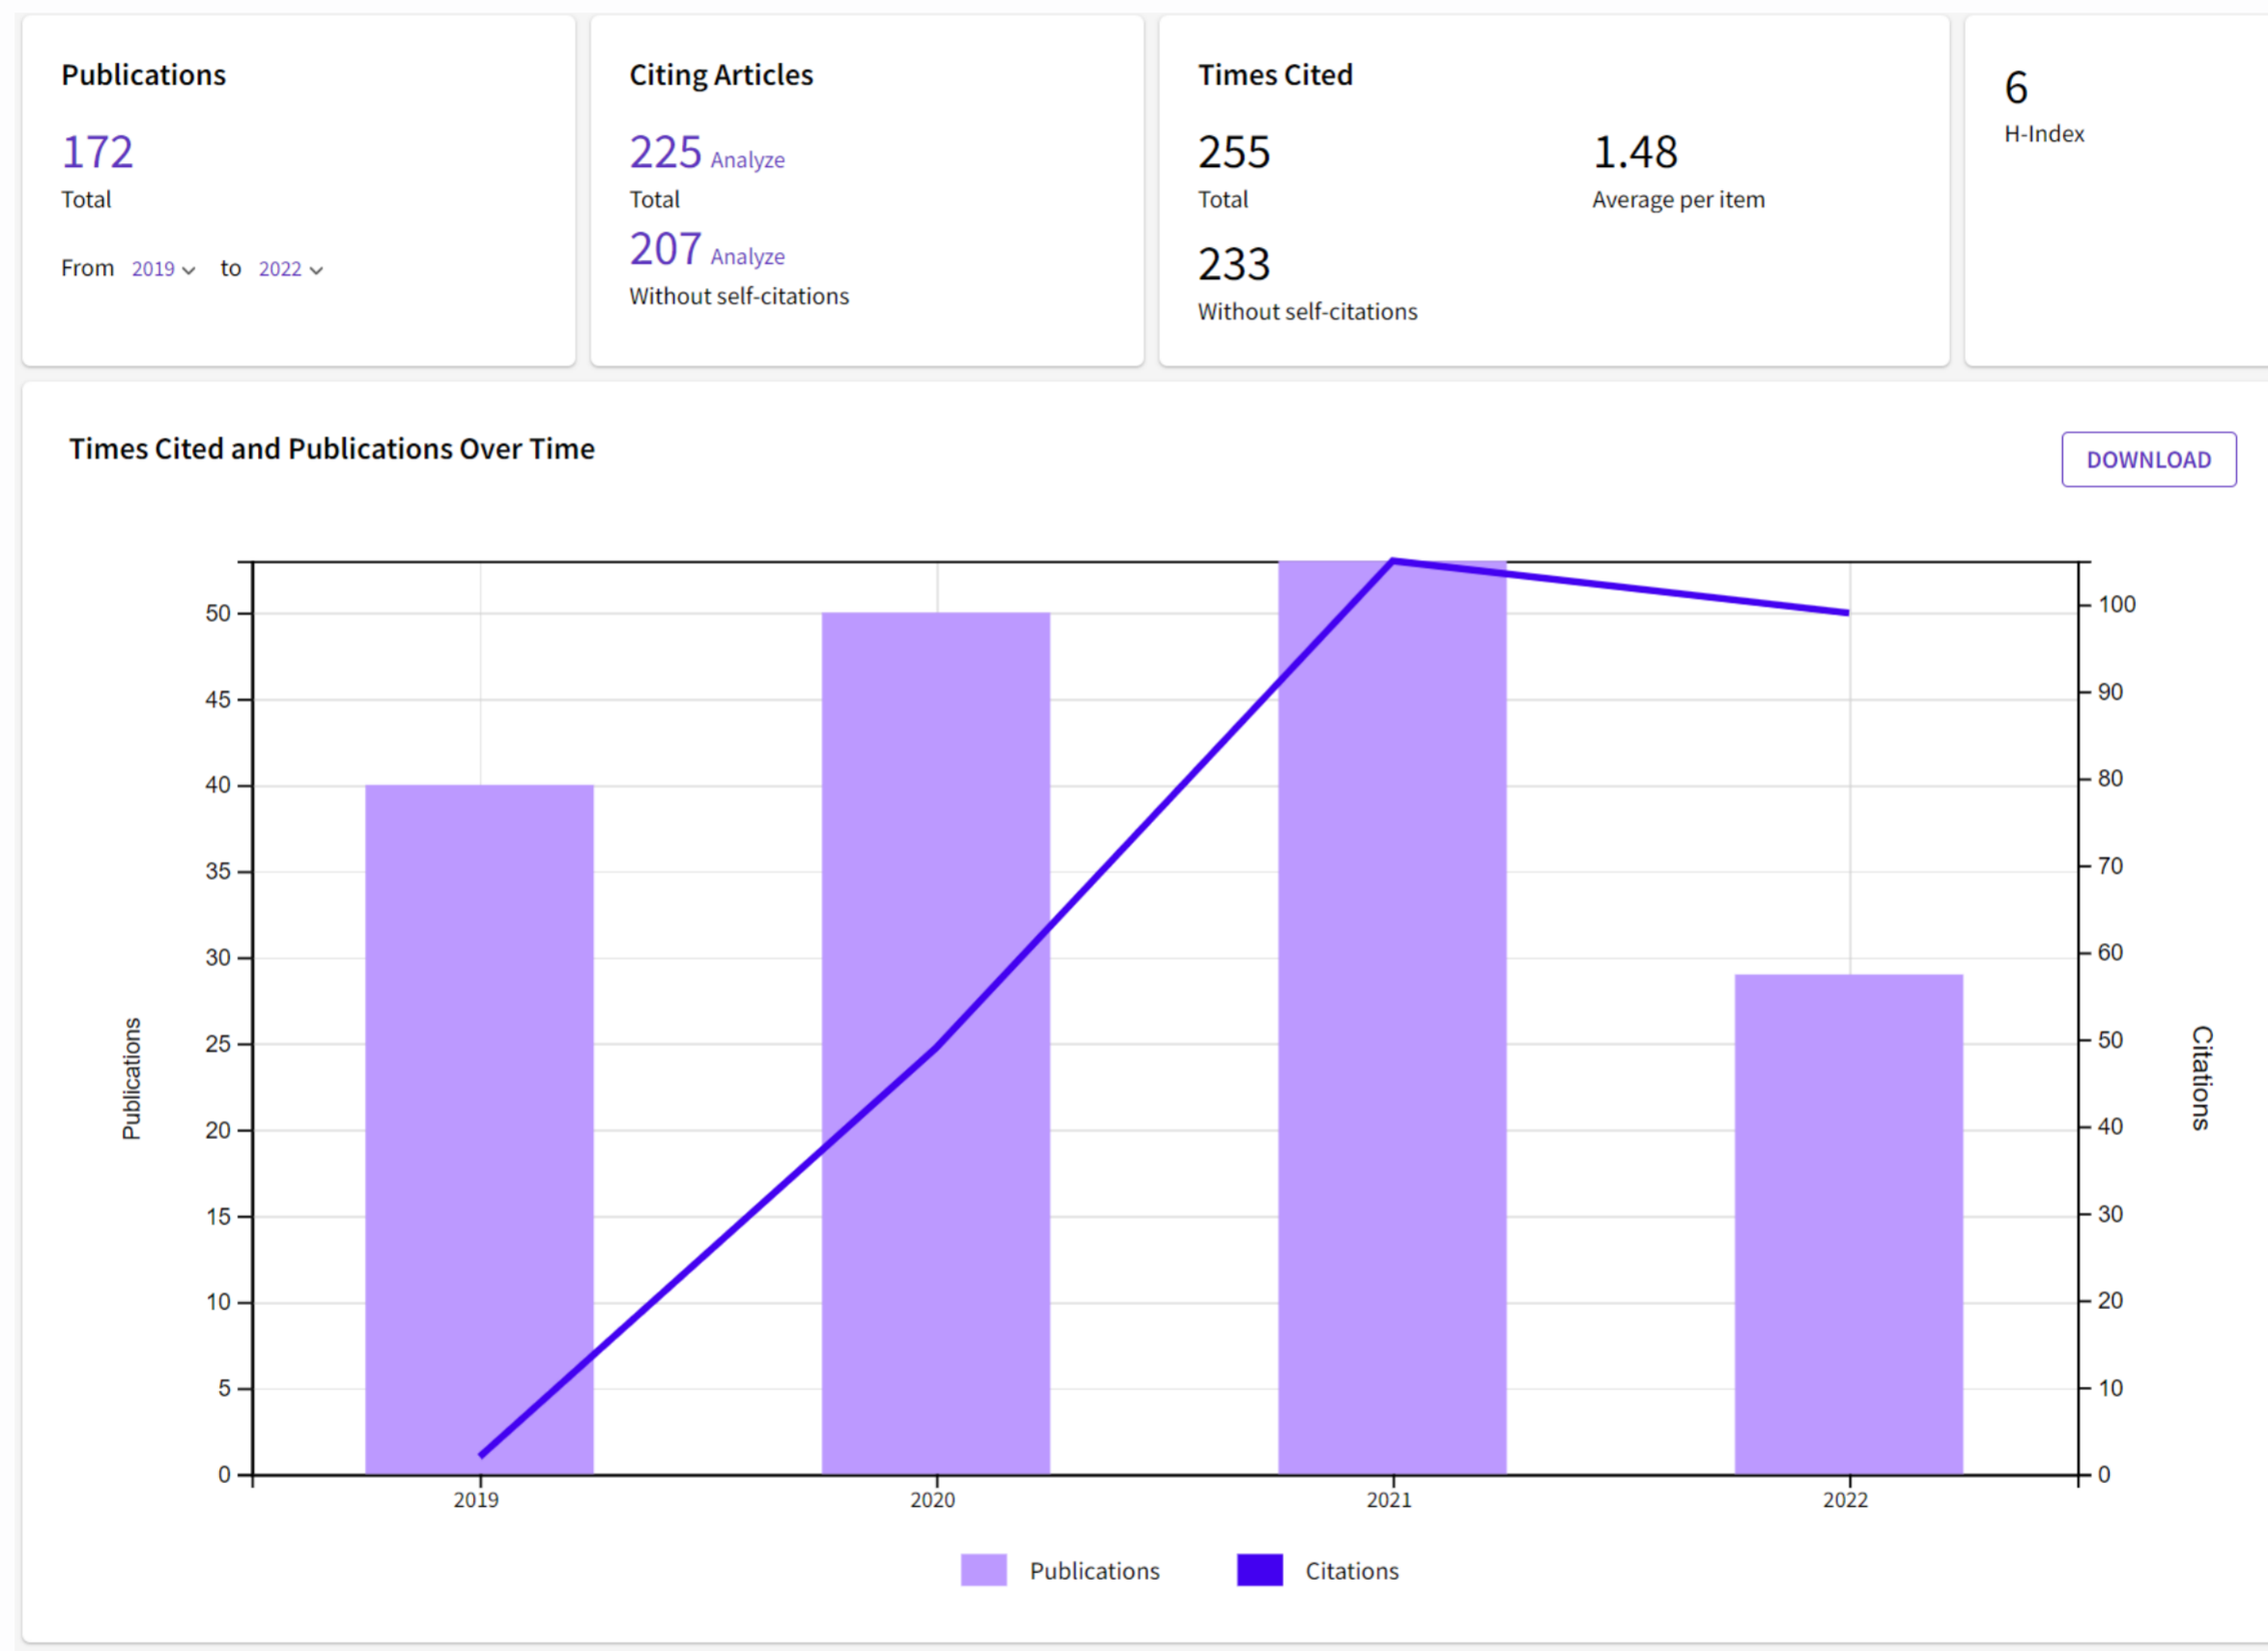 Publications
172
Total
From 2019 to 2022
Citing Articles
225 Analyze
Total
207 Analyze
Without self-citations
Times Cited
255
Total
233
Without self-citations
1.48
Average per item
6
H-Index
Times Cited and Publications Over Time
DOWNLOAD
Publications
50
45
40
35
30
25
20
15
10
5
0
100
90
80
70
60
50
40
30
20
10
0
Citations
2019
2020
2021
2022
Publications
Citations